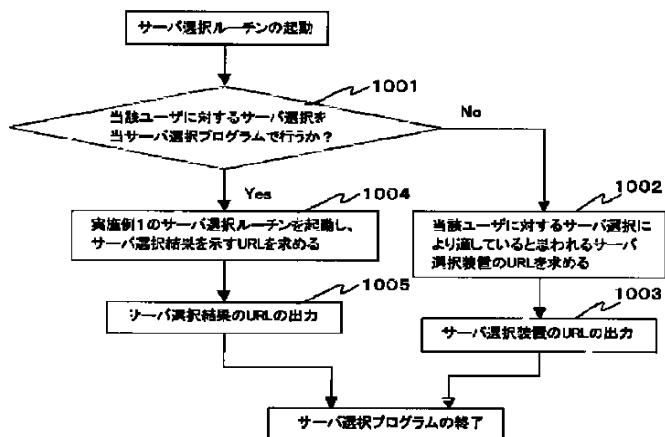 サーバ選択ルーチンの起動
1001
当該ユーザに対するサーバ選択を
当サーバ選択プログラムで行うか?
No
Yes
1004
実施例1のサーバ選択ルーチンを起動し、
サーバ選択結果を示すURLを求める
1002
当該ユーザに対するサーバ選択に
より適していると思われるサーバ
選択装置のURLを求める
1005
サーバ選択結果のURLの出力
1003
サーバ選択装置のURLの出力
サーバ選択プログラムの終了